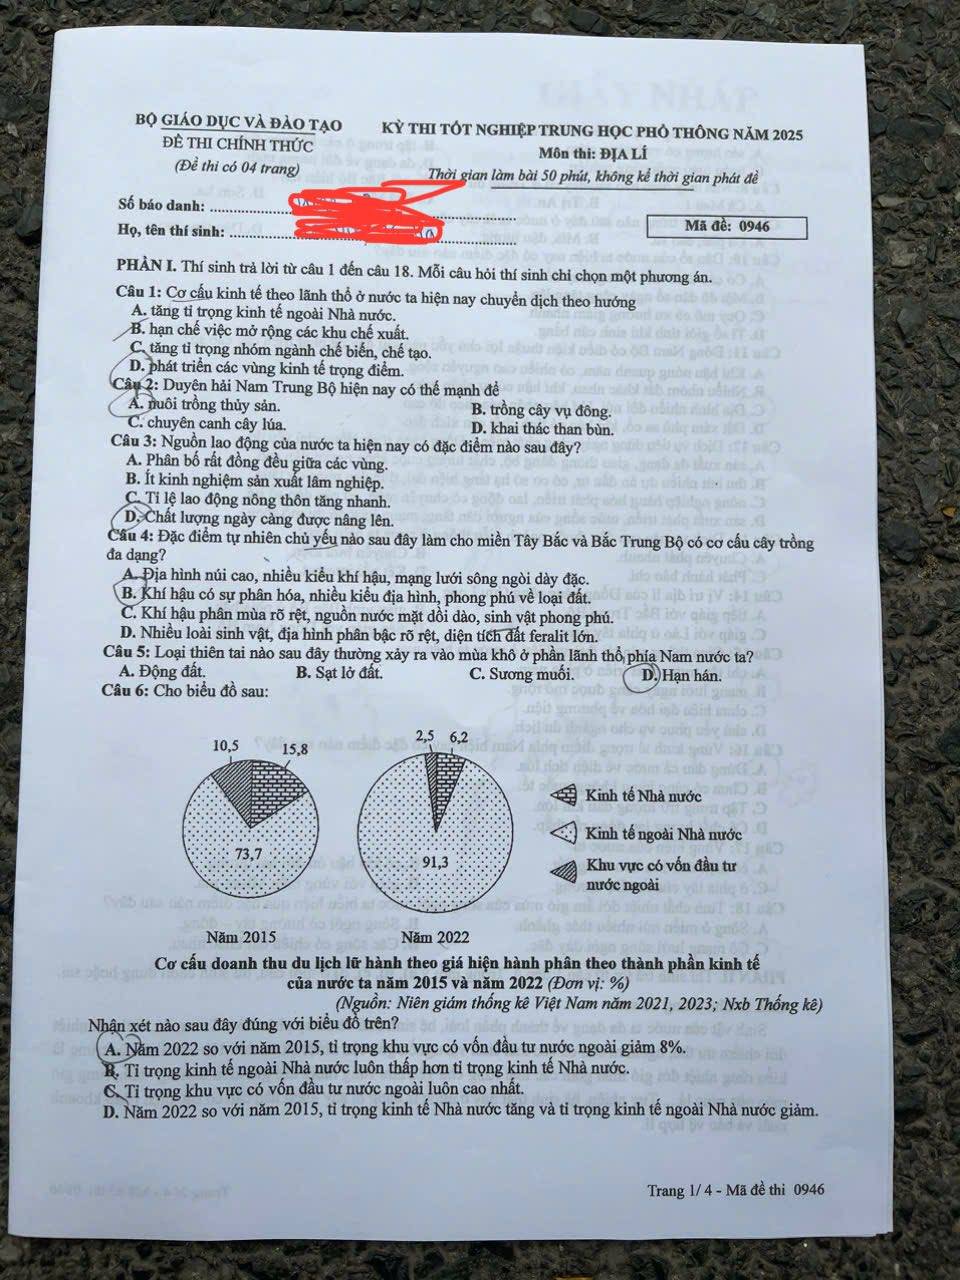 BỘ GIÁO DỤC VÀ ĐÀO TẠO
ĐỀ THI CHÍNH THỨC
(Đề thi có 04 trang)
KỲ THI TỐT NGHIỆP TRUNG HỌC PHỔ THÔNG NĂM 2025
Môn thi: ĐỊA LÍ
Thời gian làm bài 50 phút, không kể thời gian phát đề
Số báo danh:
Họ, tên thí sinh:
Mã đề: 0946
PHẦN I. Thí sinh trả lời từ câu 1 đến câu 18. Mỗi câu hỏi thí sinh chỉ chọn một phương án.
Câu 1: Cơ cấu kinh tế theo lãnh thổ ở nước ta hiện nay chuyển dịch theo hướng
A. tăng tỉ trọng kinh tế ngoài Nhà nước.
B. hạn chế việc mở rộng các khu chế xuất.
C. tăng tỉ trọng nhóm ngành chế biến, chế tạo.
D. phát triển các vùng kinh tế trọng điểm.
Câu 2: Duyên hải Nam Trung Bộ hiện nay có thế mạnh để
A. nuôi trồng thủy sản. B. trồng cây vụ đông.
C. chuyên canh cây lúa. D. khai thác than bùn.
Câu 3: Nguồn lao động của nước ta hiện nay có đặc điểm nào sau đây?
A. Phân bố rất đồng đều giữa các vùng.
B. Ít kinh nghiệm sản xuất lâm nghiệp.
C. Tỉ lệ lao động nông thôn tăng nhanh.
D. Chất lượng ngày càng được nâng lên.
Câu 4: Đặc điểm tự nhiên chủ yếu nào sau đây làm cho miền Tây Bắc và Bắc Trung Bộ có cơ cấu cây trồng
đa dạng?
A. Địa hình núi cao, nhiều kiểu khí hậu, mạng lưới sông ngòi dày đặc.
B. Khí hậu có sự phân hóa, nhiều kiểu địa hình, phong phú về loại đất.
C. Khí hậu phân mùa rõ rệt, nguồn nước mặt dồi dào, sinh vật phong phú.
D. Nhiều loài sinh vật, địa hình phân bậc rõ rệt, diện tích đất feralit lớn.
Câu 5: Loại thiên tai nào sau đây thường xảy ra vào mùa khô ở phần lãnh thổ phía Nam nước ta?
A. Động đất. B. Sạt lở đất. C. Sương muối. D. Hạn hán.
Câu 6: Cho biểu đồ sau:
10,5 15,8
73,7
Năm 2015
2,5 6,2
91,3
Năm 2022
Kinh tế Nhà nước
Kinh tế ngoài Nhà nước
Khu vực có vốn đầu tư
nước ngoài
Cơ cấu doanh thu du lịch lữ hành theo giá hiện hành phân theo thành phần kinh tế
của nước ta năm 2015 và năm 2022 (Đơn vị: %)
(Nguồn: Niên giám thống kê Việt Nam năm 2021, 2023; Nxb Thống kê)
Nhận xét nào sau đây đúng với biểu đồ trên?
A. Năm 2022 so với năm 2015, tỉ trọng khu vực có vốn đầu tư nước ngoài giảm 8%.
B. Tỉ trọng kinh tế ngoài Nhà nước luôn thấp hơn tỉ trọng kinh tế Nhà nước.
C. Tỉ trọng khu vực có vốn đầu tư nước ngoài luôn cao nhất.
D. Năm 2022 so với năm 2015, tỉ trọng kinh tế Nhà nước tăng và tỉ trọng kinh tế ngoài Nhà nước giảm.
Trang 1/ 4 - Mã đề thi 0946